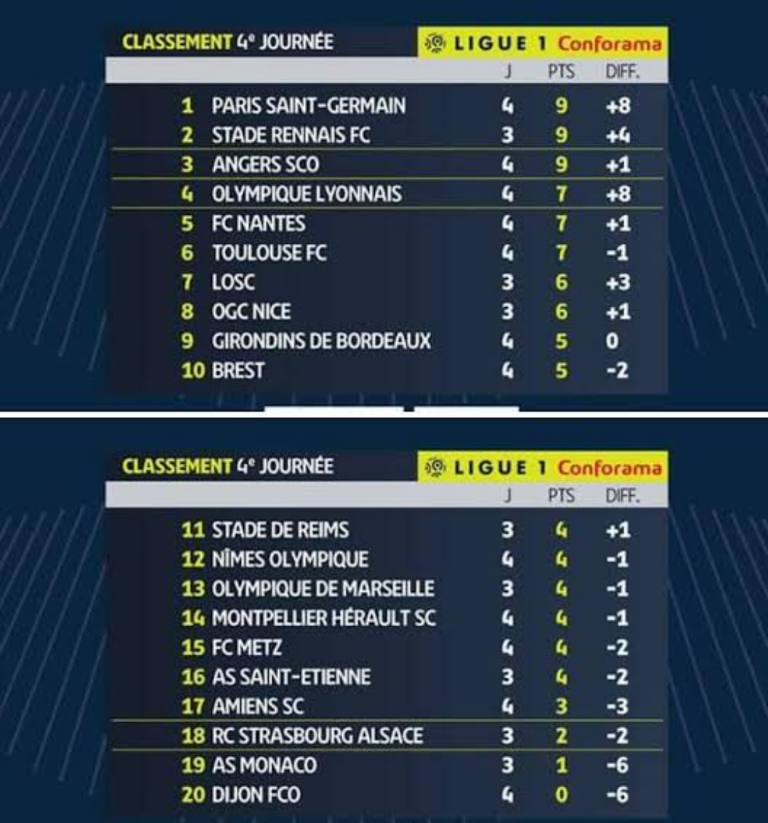 CLASSEMENT 4e JOURNÉE LIGUE 1 Conforama
J PTS DIFF.
1 PARIS SAINT-GERMAIN 4 9 +8
2 STADE RENNAIS FC 3 9 +4
3 ANGERS SCO 4 9 +1
4 OLYMPIQUE LYONNAIS 4 7 +8
5 FC NANTES 4 7 +1
6 TOULOUSE FC 4 7 -1
7 LOSC 3 6 +3
8 OGC NICE 3 6 +1
9 GIRONDINS DE BORDEAUX 4 5 0
10 BREST 4 5 -2
CLASSEMENT 4e JOURNÉE LIGUE 1 Conforama
J PTS DIFF.
11 STADE DE REIMS 3 4 +1
12 NÎMES OLYMPIQUE 4 4 -1
13 OLYMPIQUE DE MARSEILLE 3 4 -1
14 MONTPELLIER HÉRAULT SC 4 4 -1
15 FC METZ 4 4 -2
16 AS SAINT-ETIENNE 3 4 -2
17 AMIENS SC 4 3 -3
18 RC STRASBOURG ALSACE 3 2 -2
19 AS MONACO 3 1 -6
20 DIJON FCO 4 0 -6